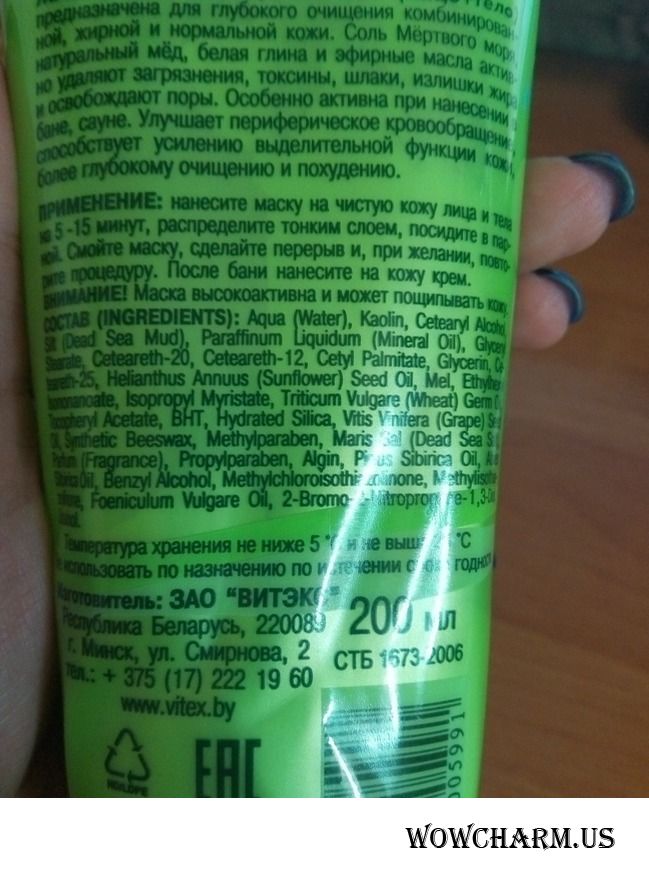 предназначена для глубокого очищения комбинирован-
ной, жирной и нормальной кожи. Соль Мёртвого моря,
натуральный мёд, белая глина и эфирные масла актив-
но удаляют загрязнения, токсины, шлаки, излишки жира
и освобождают поры. Особенно активна при нанесении в
бане, сауне. Улучшает периферическое кровообращение,
способствует усилению выделительной функции кожи,
более глубокому очищению и похудению.
ПРИМЕНЕНИЕ: нанесите маску на чистую кожу лица и тела
на 5 -15 минут, распределите тонким слоем, посидите в пар-
ной. Смойте маску, сделайте перерыв и, при желании, повто-
рите процедуру. После бани нанесите на кожу крем.
ВНИМАНИЕ! Маска высокоактивна и может пощипывать кожу.
СОСТАВ (INGREDIENTS): Aqua (Water), Kaolin, Cetearyl Alcohol,
Silt (Dead Sea Mud), Paraffinum Liquidum (Mineral Oil), Glyceryl
Stearate, Ceteareth-20, Ceteareth-12, Cetyl Palmitate, Glycerin, Ce-
teareth-25, Helianthus Annuus (Sunflower) Seed Oil, Mel, Ethylhexyl
Isononanoate, Isopropyl Myristate, Triticum Vulgare (Wheat) Germ Oil,
Tocopheryl Acetate, BHT, Hydrated Silica, Vitis Vinifera (Grape) Seed
Oil, Synthetic Beeswax, Methylparaben, Maris Sal (Dead Sea Salt),
Parfum (Fragrance), Propylparaben, Algin, Pinus Sibirica Oil, Abies
Sibirica Oil, Benzyl Alcohol, Methylchloroisothiazolinone, Methylisothia-
zolinone, Foeniculum Vulgare Oil, 2-Bromo-2-Nitropropane-1,3-Diol
Температура хранения не ниже 5 °C и не выше °C
Не использовать по назначению по истечении срока годности
Изготовитель: ЗАО "ВИТЭКС"
Республика Беларусь, 220089
г. Минск, ул. Смирнова, 2
тел.: + 375 (17) 222 19 60
www.vitex.by
200 мл
СТБ 1673-2006
HDPE
EAC
005991
WOWCHARM.US